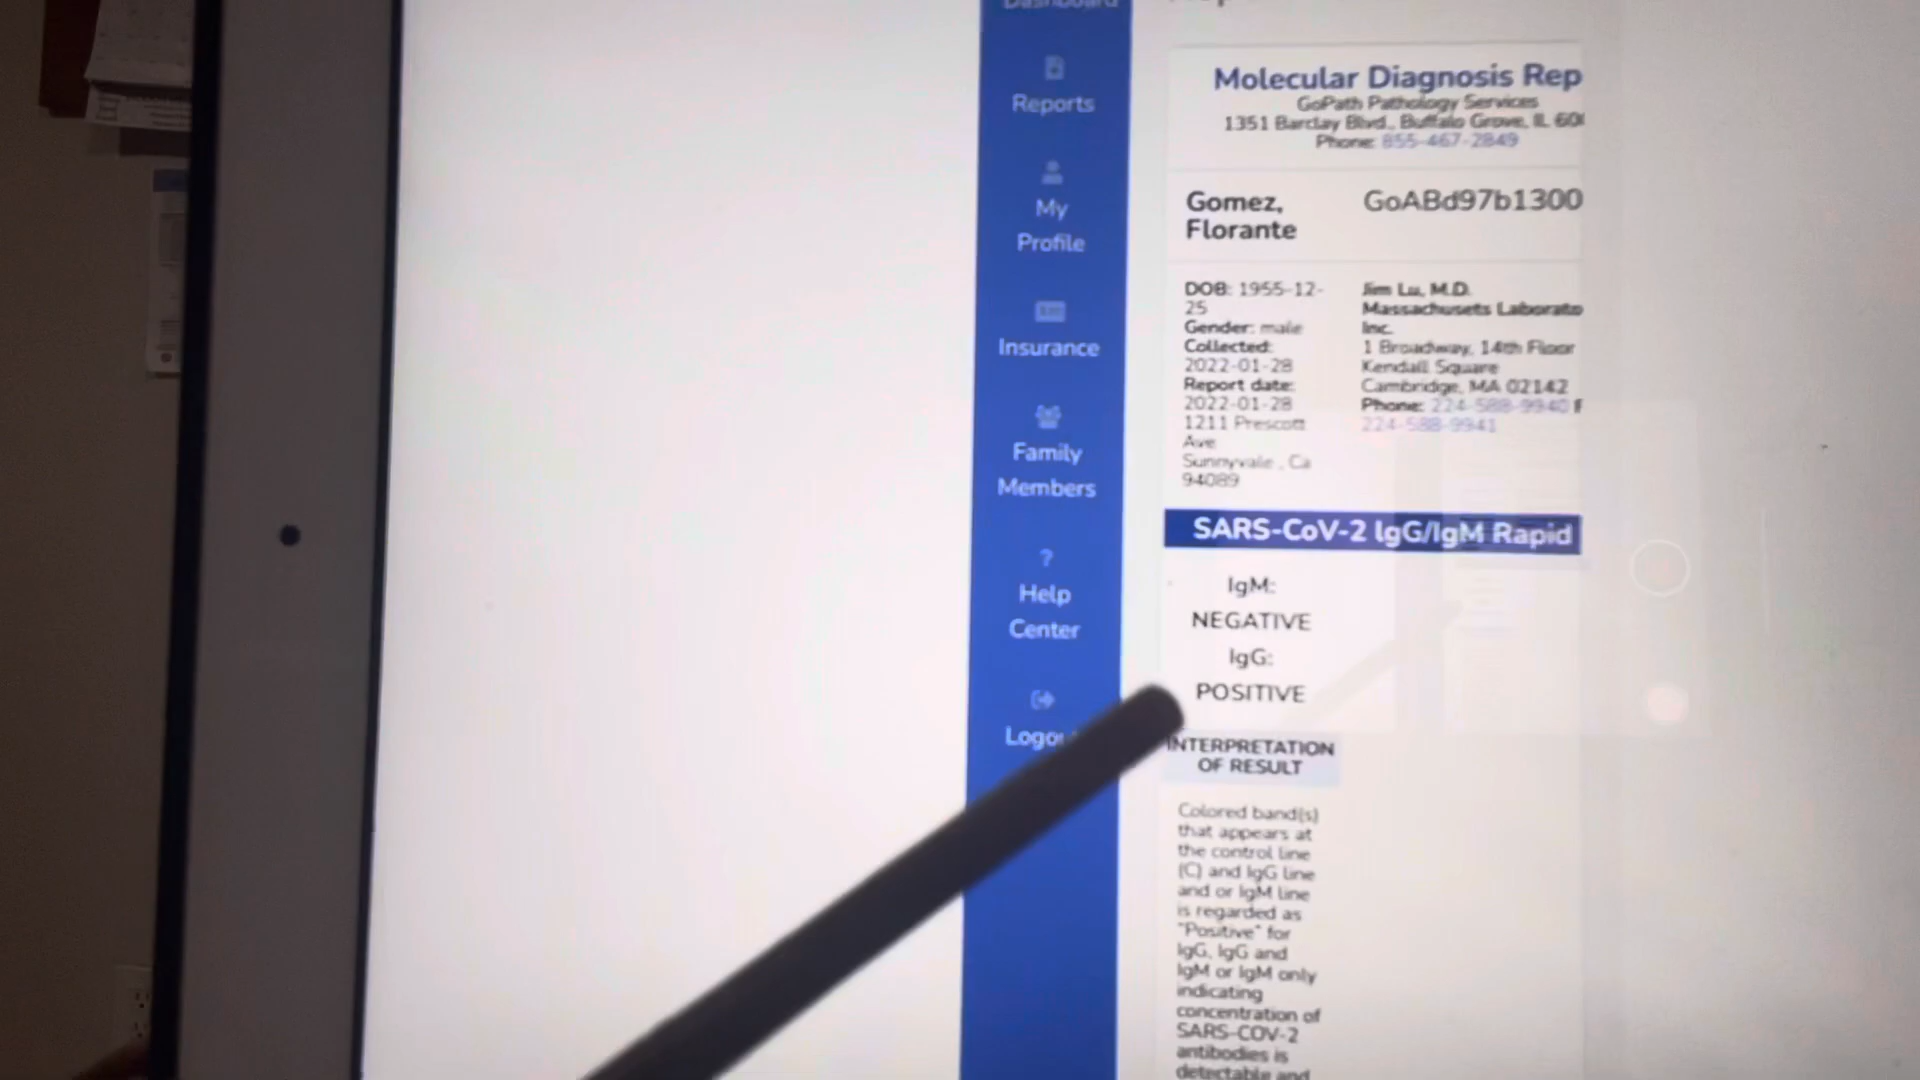 Dashboard
Reports
My
Profile
Insurance
Family
Members
?
Help
Center
Molecular Diagnosis Rep
GoPath Pathology Services
1351 Barclay Blvd., Buffalo Grove, IL 600
Phone: 855-467-2849
Gomez,
Florante
GoABd97b1300
DOB: 1955-12-
25
Gender: male
Collected:
2022-01-28
Report date:
2022-01-28
1211 Prescott
Ave
Sunnyvale , Ca
94089
Jim Lu, M.D.
Massachusets Laborato
Inc.
1 Broadway, 14th Floor
Kendall Square
Cambridge, MA 02142
Phone: 224-588-9940 F
224-588-9941
SARS-CoV-2 lgG/IgM Rapid
IgM:
NEGATIVE
IgG:
POSITIVE
INTERPRETATION
OF RESULT
Colored band(s)
that appears at
the control line
(C) and IgG line
and or IgM line
is regarded as
"Positive" for
IgG, IgG and
IgM or IgM only
indicating
concentration of
SARS-COV-2
antibodies is
detectable and